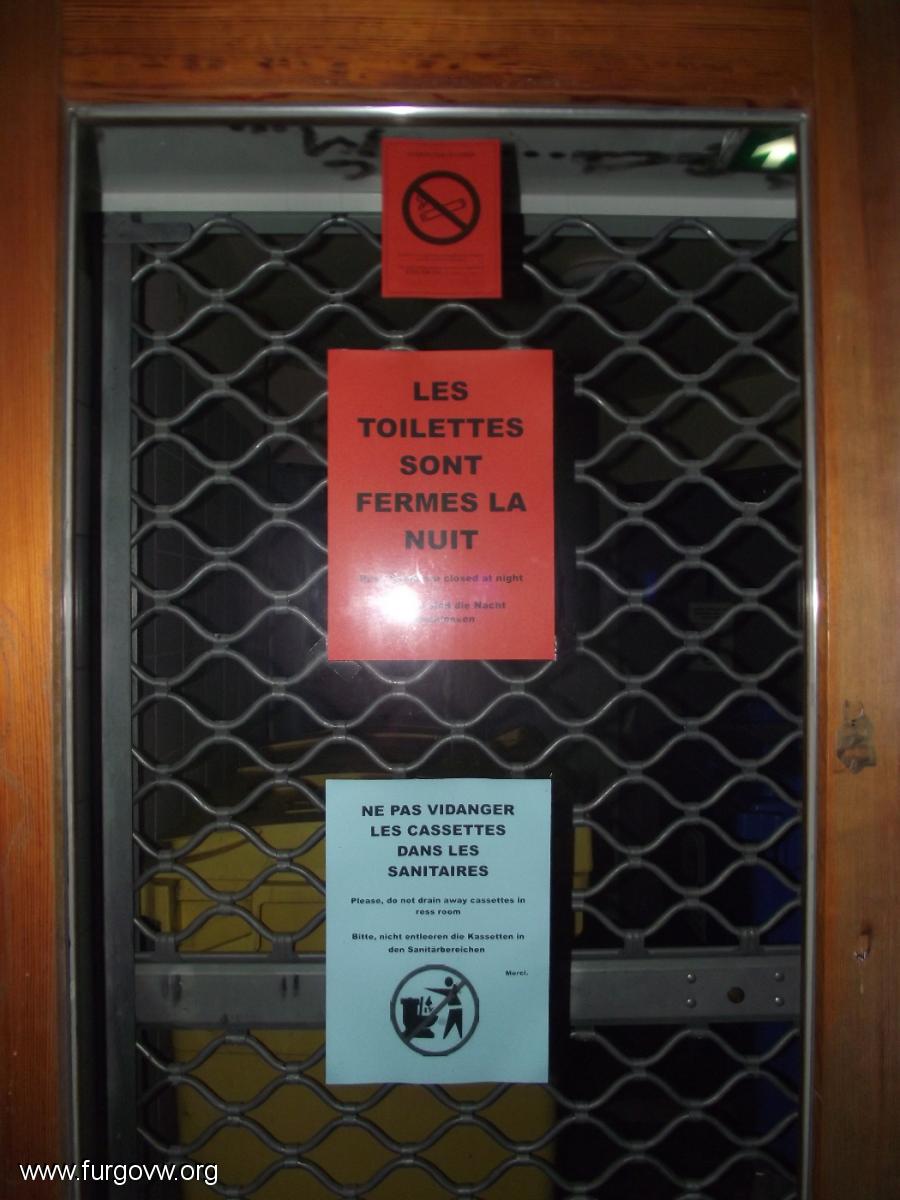 LES
TOILETTES
SONT
FERMES LA
NUIT
closed at night
die Nacht
NE PAS VIDANGER
LES CASSETTES
DANS LES
SANITAIRES
Please, do not drain away cassettes in
ress room
Bitte, nicht entleeren die Kassetten in
den Sanitärbereichen
Merci.
www.furgovw.org